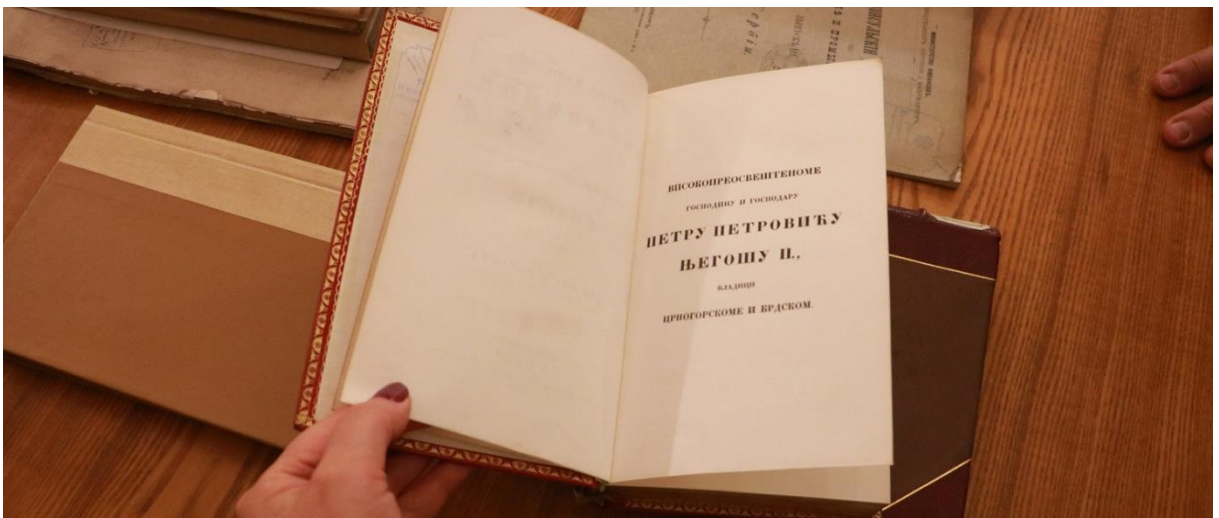 ВИСОКОПРЕОСВЕШТЕНОМЕ
ГОСПОДИНУ И ГОСПОДАРУ
ПЕТРУ ПЕТРОВИЋУ
ЊЕГОШУ II.,
ВЛАДИЦИ
ЦРНОГОРСКОМЕ И БРДСКОМ.